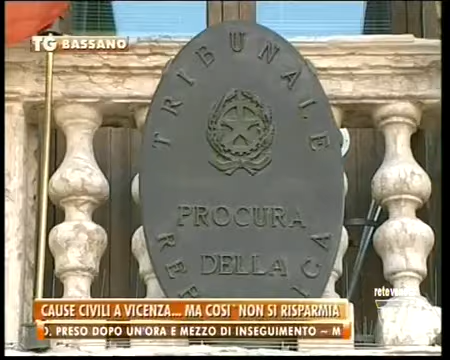 TG BASSANO
TRIBUNALE
PROCURA
DELLA
REPUBBLICA
CAUSE CIVILI A VICENZA... MA COSI' NON SI RISPARMIA
O. PRESO DOPO UN'ORA E MEZZO DI INSEGUIMENTO ~ M